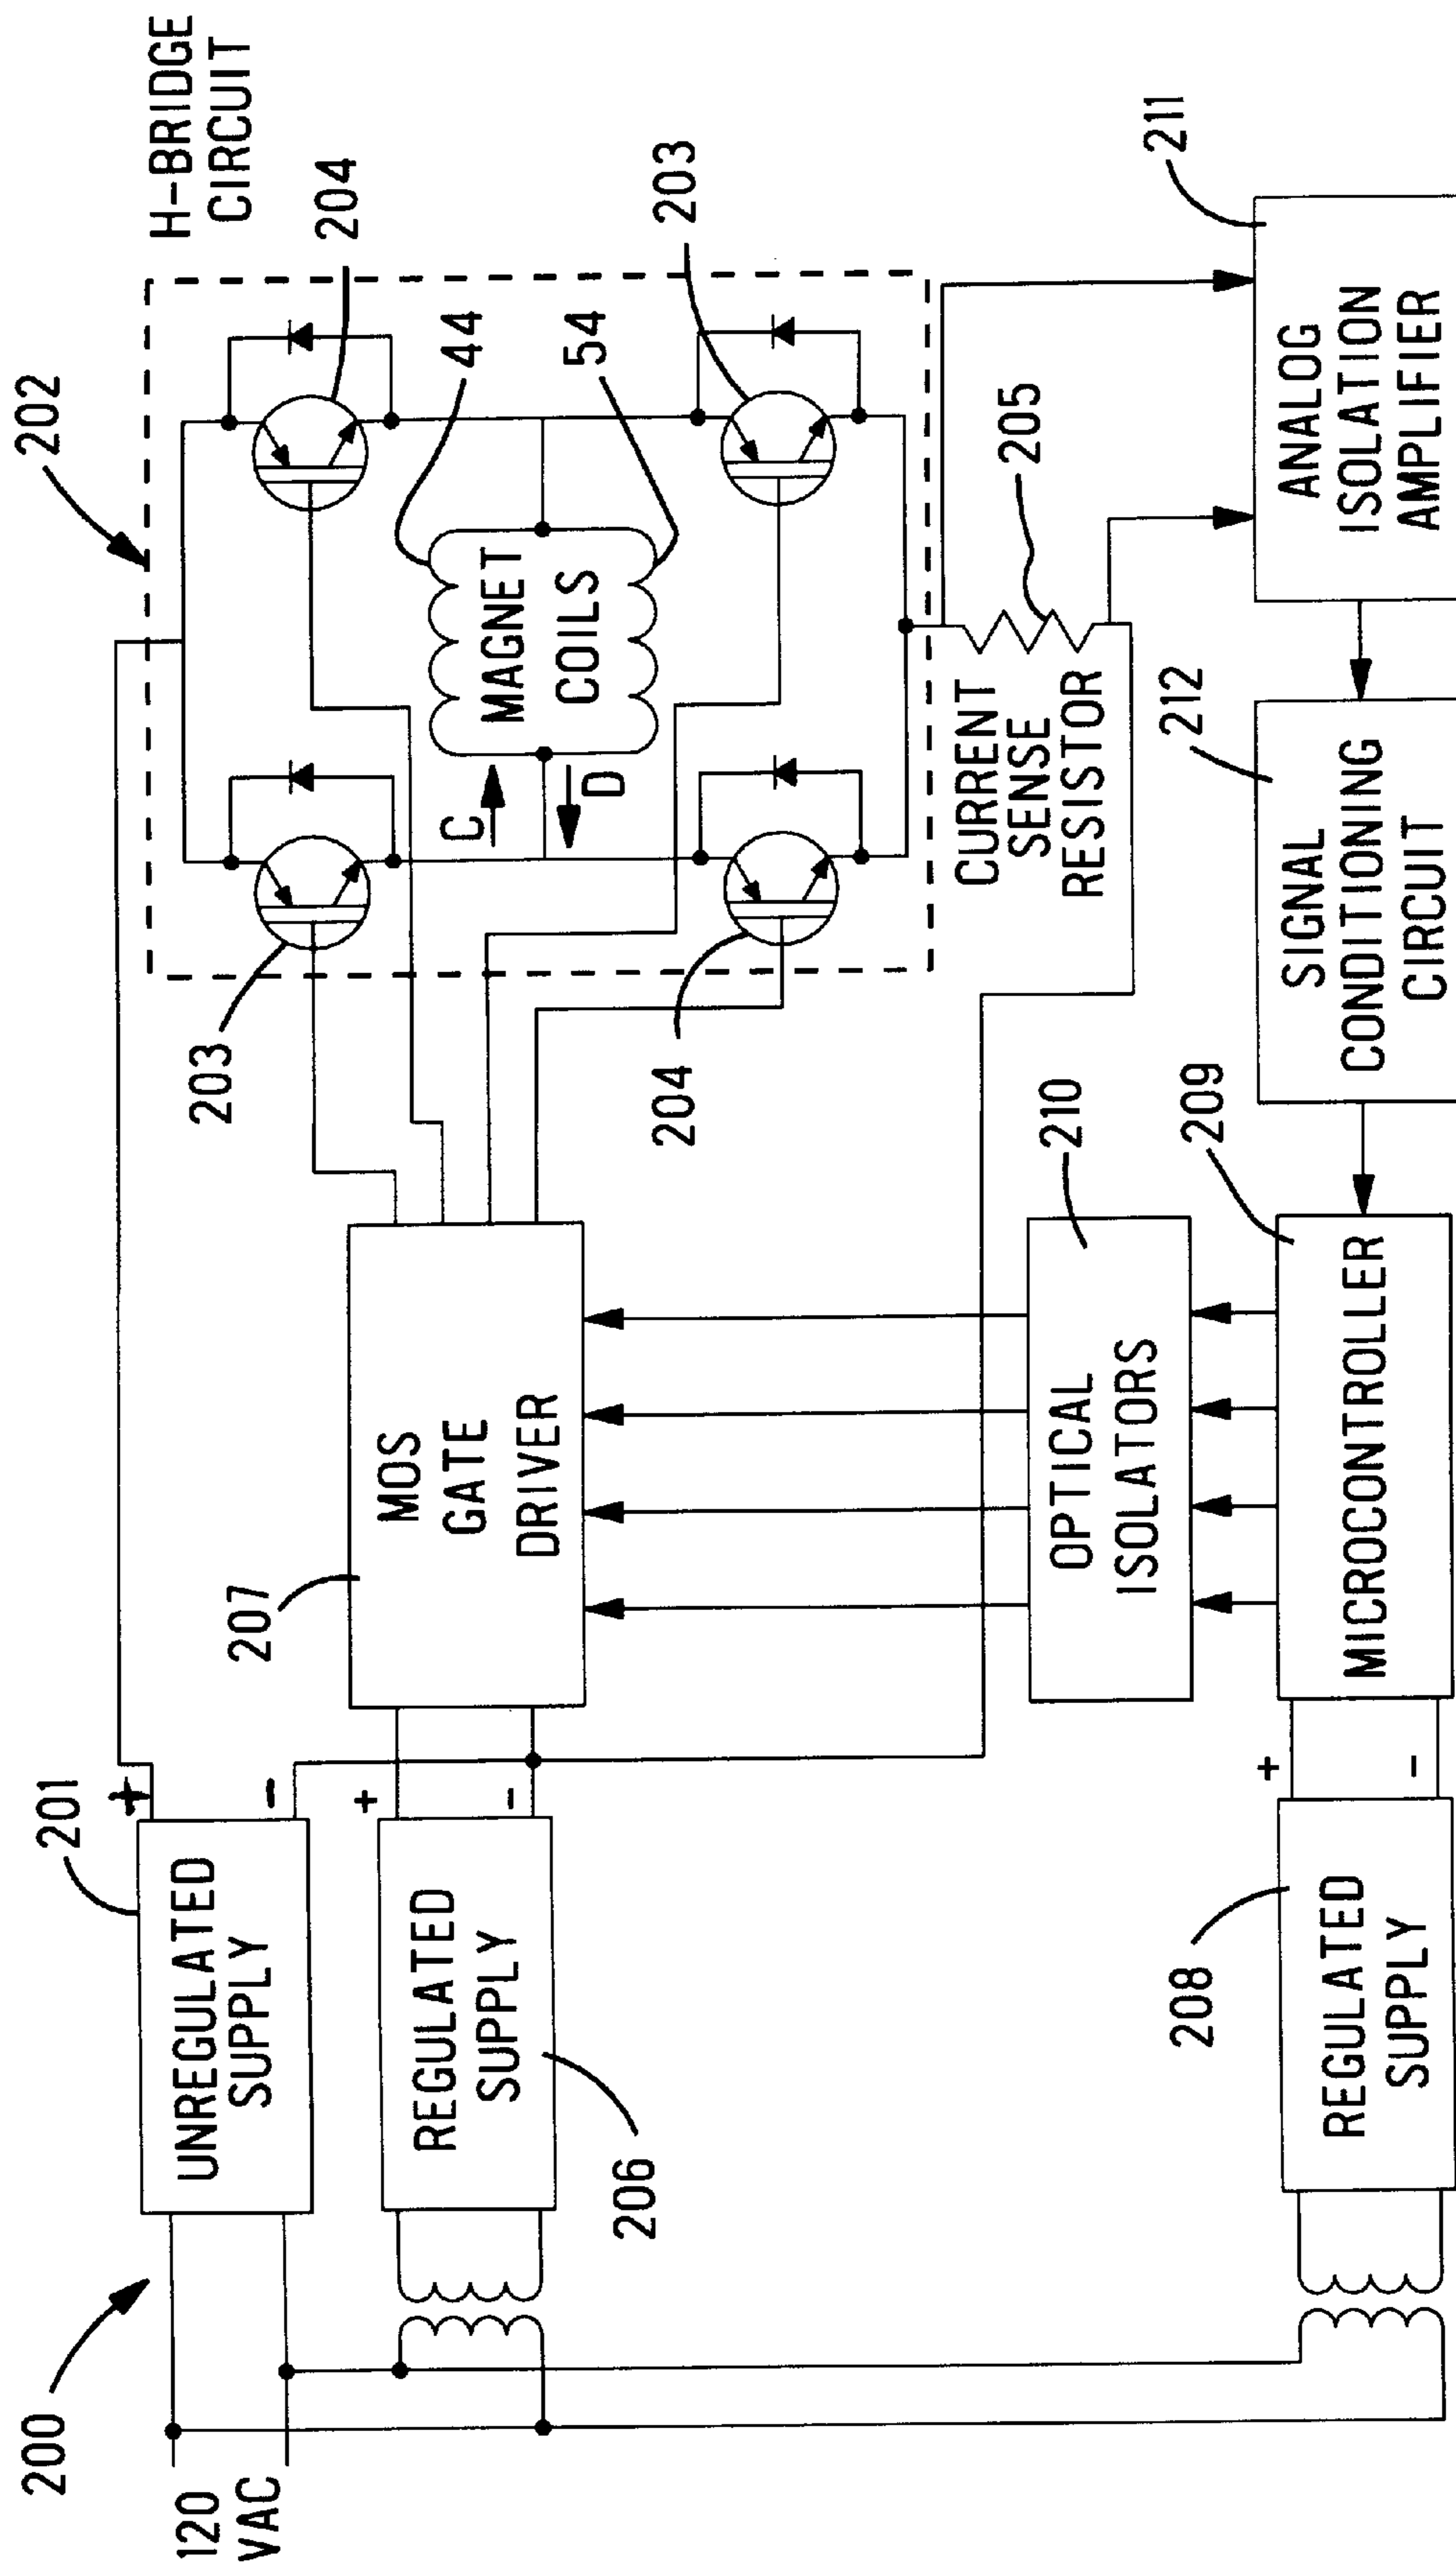 H-BRIDGE
CIRCUIT
202
204
203
44
54
MAGNET
COILS
C
D
203
204
205
CURRENT
SENSE
RESISTOR
211
ANALOG
ISOLATION
AMPLIFIER
212
SIGNAL
CONDITIONING
CIRCUIT
207
MOS
GATE
DRIVER
210
OPTICAL
ISOLATORS
209
MICROCONTROLLER
201
UNREGULATED
SUPPLY
+
-
206
REGULATED
SUPPLY
+
-
208
REGULATED
SUPPLY
+
-
200
120
VAC